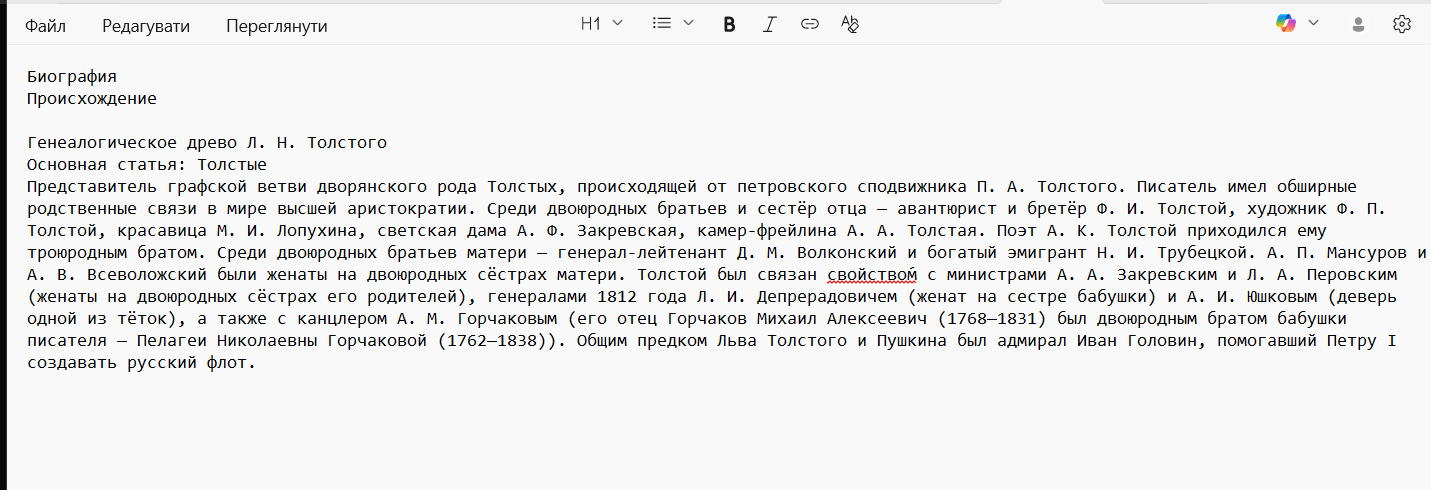 Файл Редагувати Переглянути H1 B I
Биография
Происхождение
Генеалогическое древо Л. Н. Толстого
Основная статья: Толстые
Представитель графской ветви дворянского рода Толстых, происходящей от петровского сподвижника П. А. Толстого. Писатель имел обширные
родственные связи в мире высшей аристократии. Среди двоюродных братьев и сестёр отца — авантюрист и бретёр Ф. И. Толстой, художник Ф. П.
Толстой, красавица М. И. Лопухина, светская дама А. Ф. Закревская, камер-фрейлина А. А. Толстая. Поэт А. К. Толстой приходился ему
троюродным братом. Среди двоюродных братьев матери — генерал-лейтенант Д. М. Волконский и богатый эмигрант Н. И. Трубецкой. А. П. Мансуров и
А. В. Всеволожский были женаты на двоюродных сёстрах матери. Толстой был связан свойство́м с министрами А. А. Закревским и Л. А. Перовским
(женаты на двоюродных сёстрах его родителей), генералами 1812 года Л. И. Депрерадовичем (женат на сестре бабушки) и А. И. Юшковым (деверь
одной из тёток), а также с канцлером А. М. Горчаковым (его отец Горчаков Михаил Алексеевич (1768—1831) был двоюродным братом бабушки
писателя — Пелагеи Николаевны Горчаковой (1762—1838)). Общим предком Льва Толстого и Пушкина был адмирал Иван Головин, помогавший Петру I
создавать русский флот.